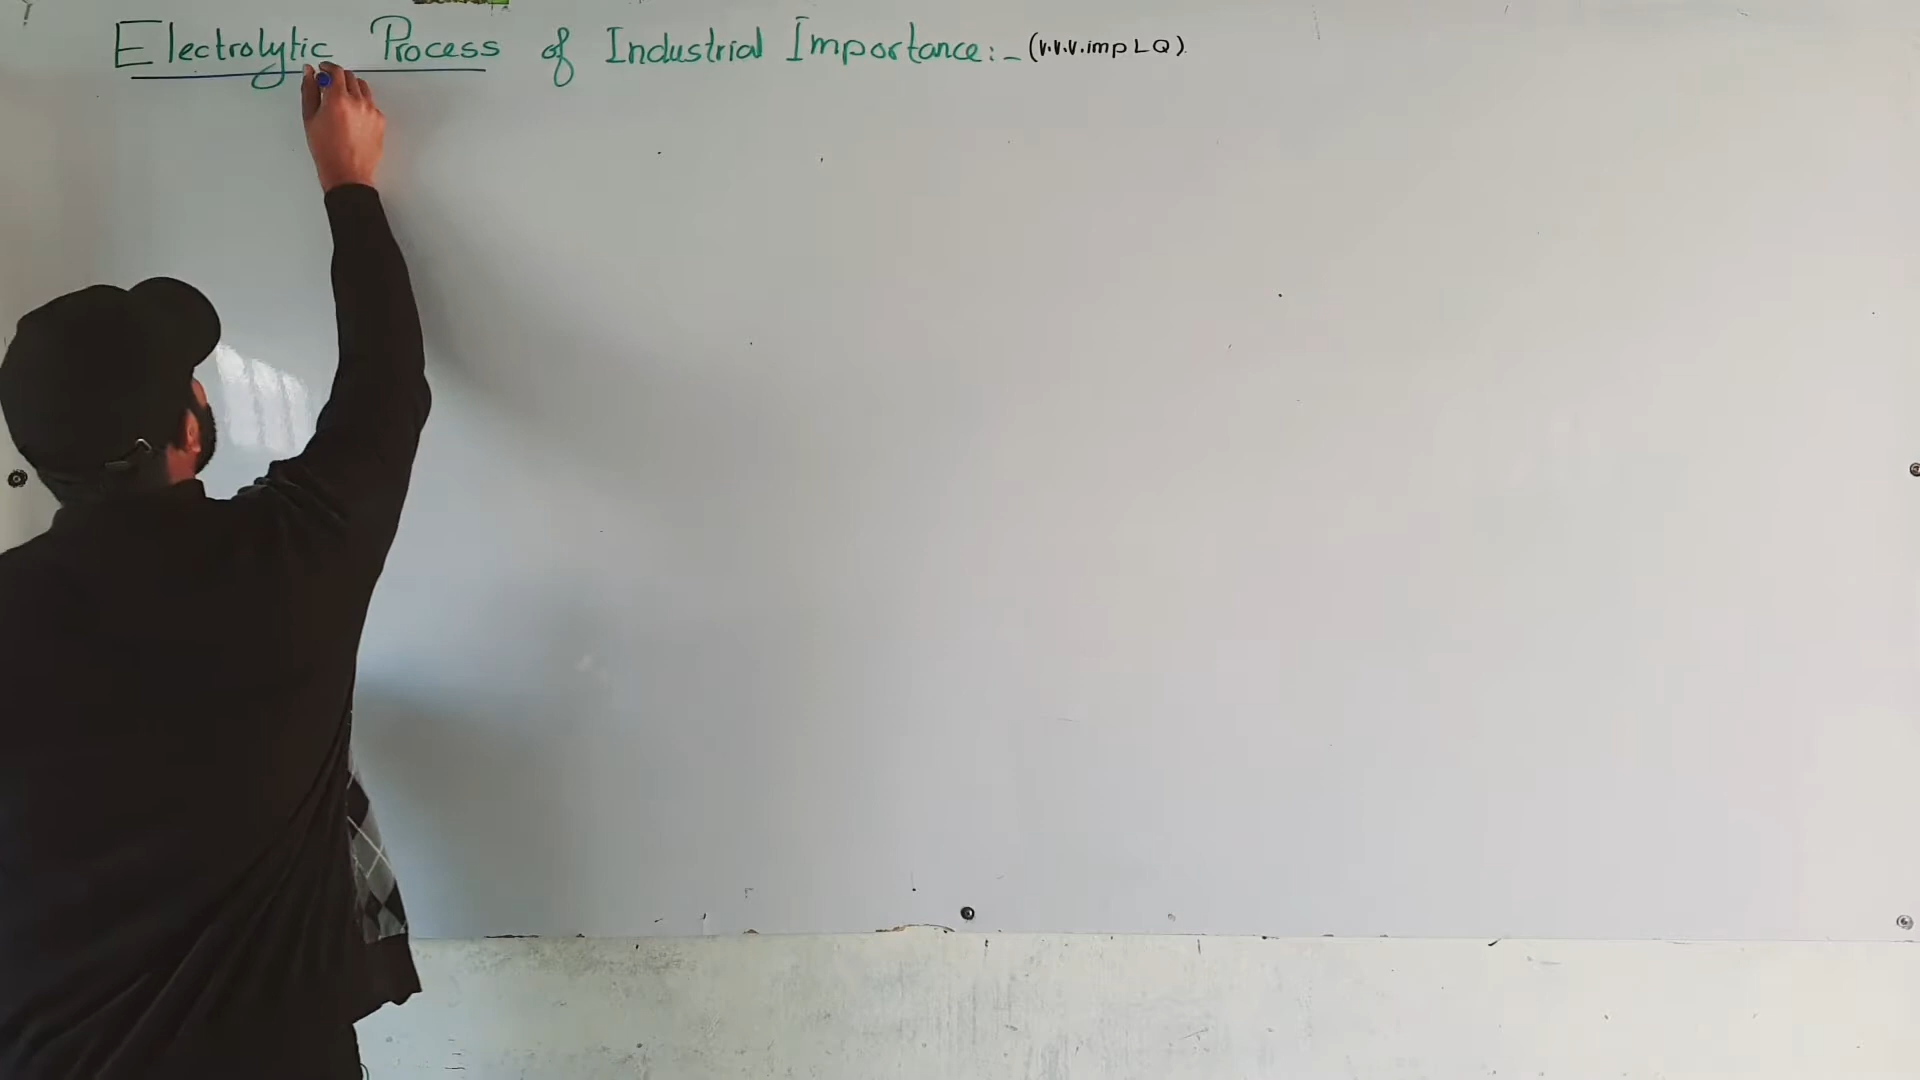 Electrolytic Process of Industrial Importance:- (v.v.v.imp LQ).